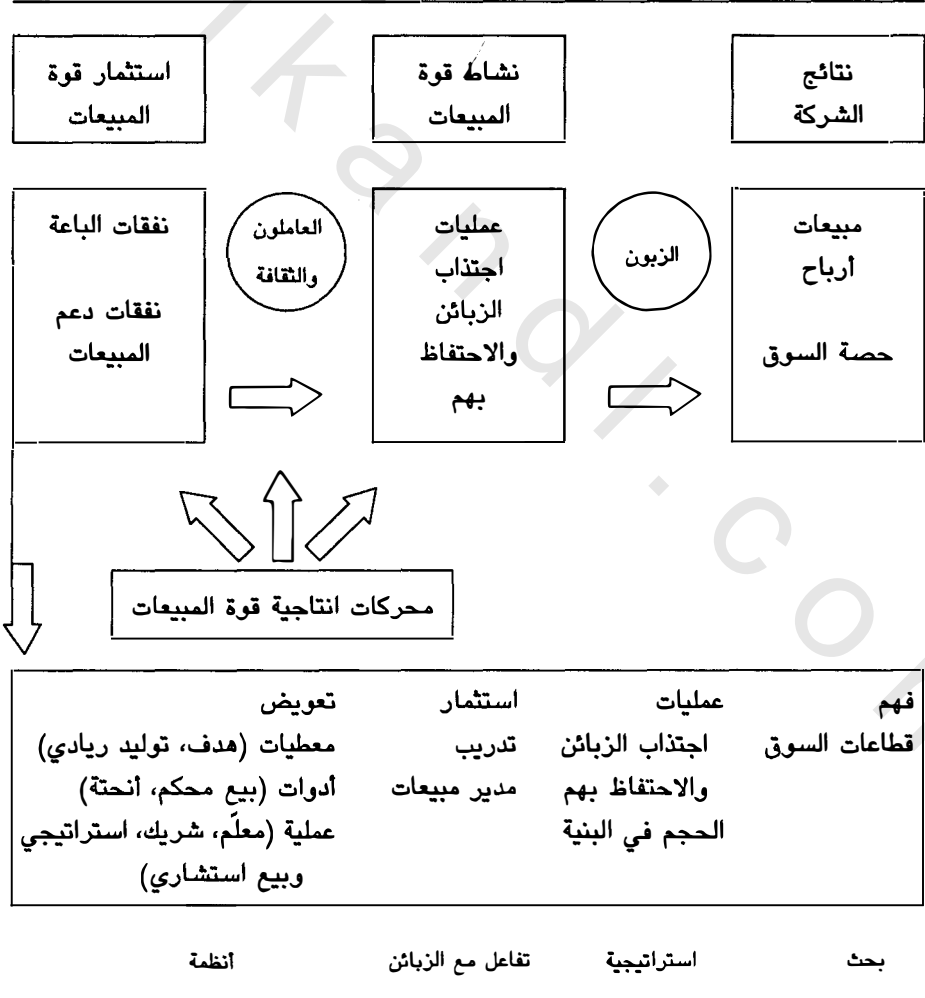 استثمار قوة
المبيعات
نشاط قوة
المبيعات
نتائج
الشركة
نفقات الباعة
نفقات دعم
المبيعات
العاملون
والثقافة
عمليات
اجتذاب
الزبائن
والاحتفاظ
بهم
الزبون
مبيعات
أرباح
حصة السوق
محركات انتاجية قوة المبيعات
فهم
قطاعات السوق
عمليات
اجتذاب الزبائن
والاحتفاظ بهم
الحجم في البنية
استثمار
تدريب
مدير مبيعات
تعويض
معطيات (هدف، توليد ريادي)
أدوات (بيع محكم، أنحتة)
عملية (معلّم، شريك، استراتيجي
وبيع استشاري)
بحث
استراتيجية
تفاعل مع الزبائن
أنظمة